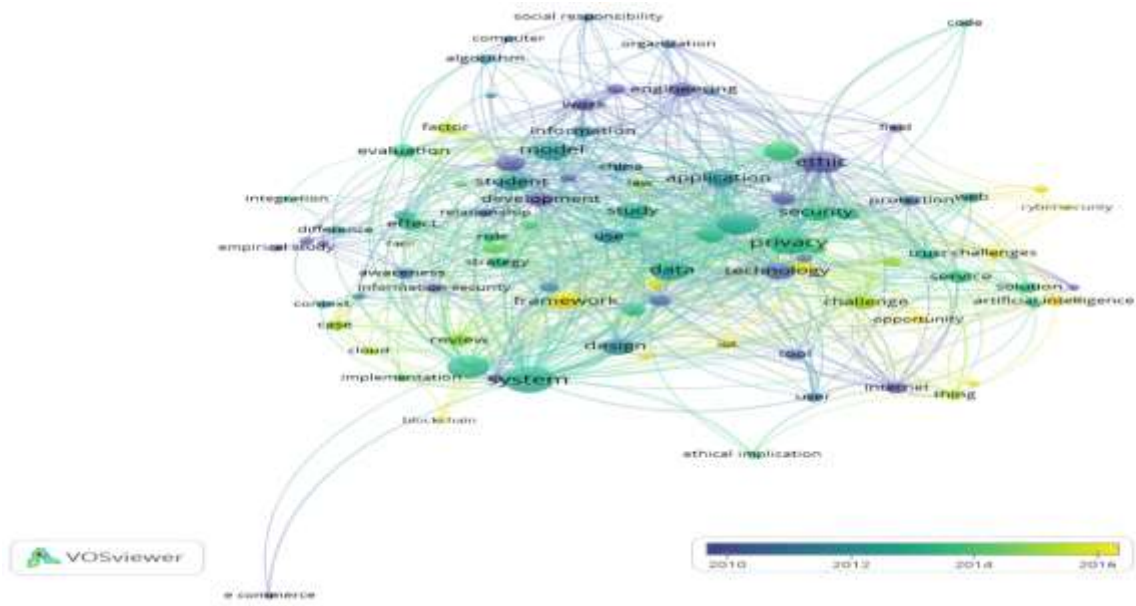 social responsibility
code
computer
organization
algorithm
engineering
work
factor
information
field
evaluation
model
ethic
china
application
student
law
integration
development
protection
web
cybersecurity
relationship
study
security
effect
difference
role
use
privacy
empirical study
trust
challenges
strategy
data
technology
awareness
service
information security
solution
context
framework
challenge
artificial intelligence
case
opportunity
review
design
iot
cloud
tool
implementation
system
internet
thing
user
blockchain
ethical implication
VOSviewer
2010
2012
2014
2016
e commerce